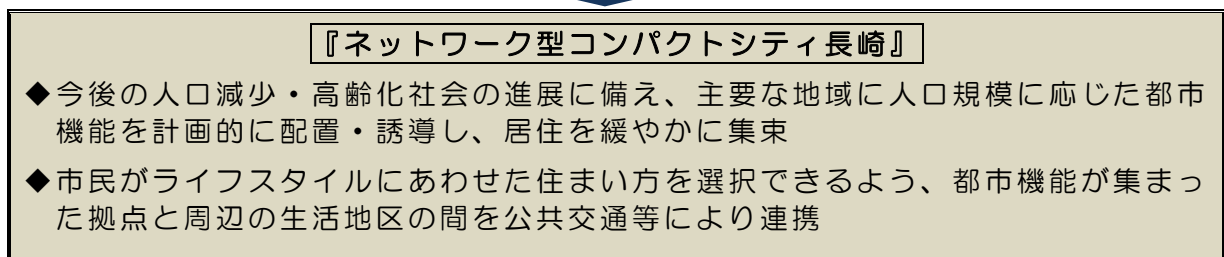 『ネットワーク型コンパクトシティ長崎』
◆今後の人口減少・高齢化社会の進展に備え、主要な地域に人口規模に応じた都市
機能を計画的に配置・誘導し、居住を緩やかに集束
◆市民がライフスタイルにあわせた住まい方を選択できるよう、都市機能が集まっ
た拠点と周辺の生活地区の間を公共交通等により連携